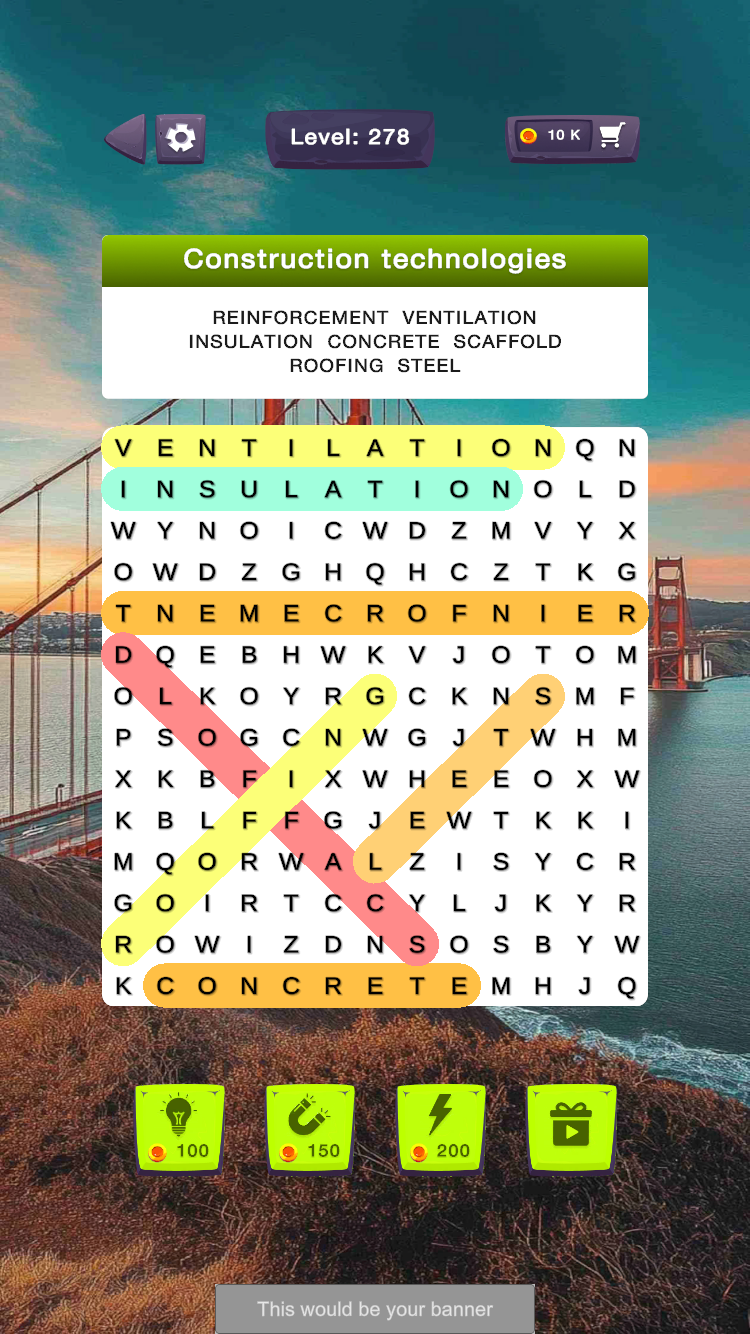 Level: 278
10 K
Construction technologies
REINFORCEMENT VENTILATION
INSULATION CONCRETE SCAFFOLD
ROOFING STEEL
V E N T I L A T I O N Q N
I N S U L A T I O N O L D
W Y N O I C W D Z M V Y X
O W D Z G H Q H C Z T K G
T N E M E C R O F N I E R
D Q E B H W K V J O T O M
O L K O Y R G C K N S M F
P S O G C N W G J T W H M
X K B F I X W H E E O X W
K B L F F G J E W T K K I
M Q O R W A L Z I S Y C R
G O I R T C C Y L J K Y R
R O W I Z D N S O S B Y W
K C O N C R E T E M H J Q
100
150
200
This would be your banner